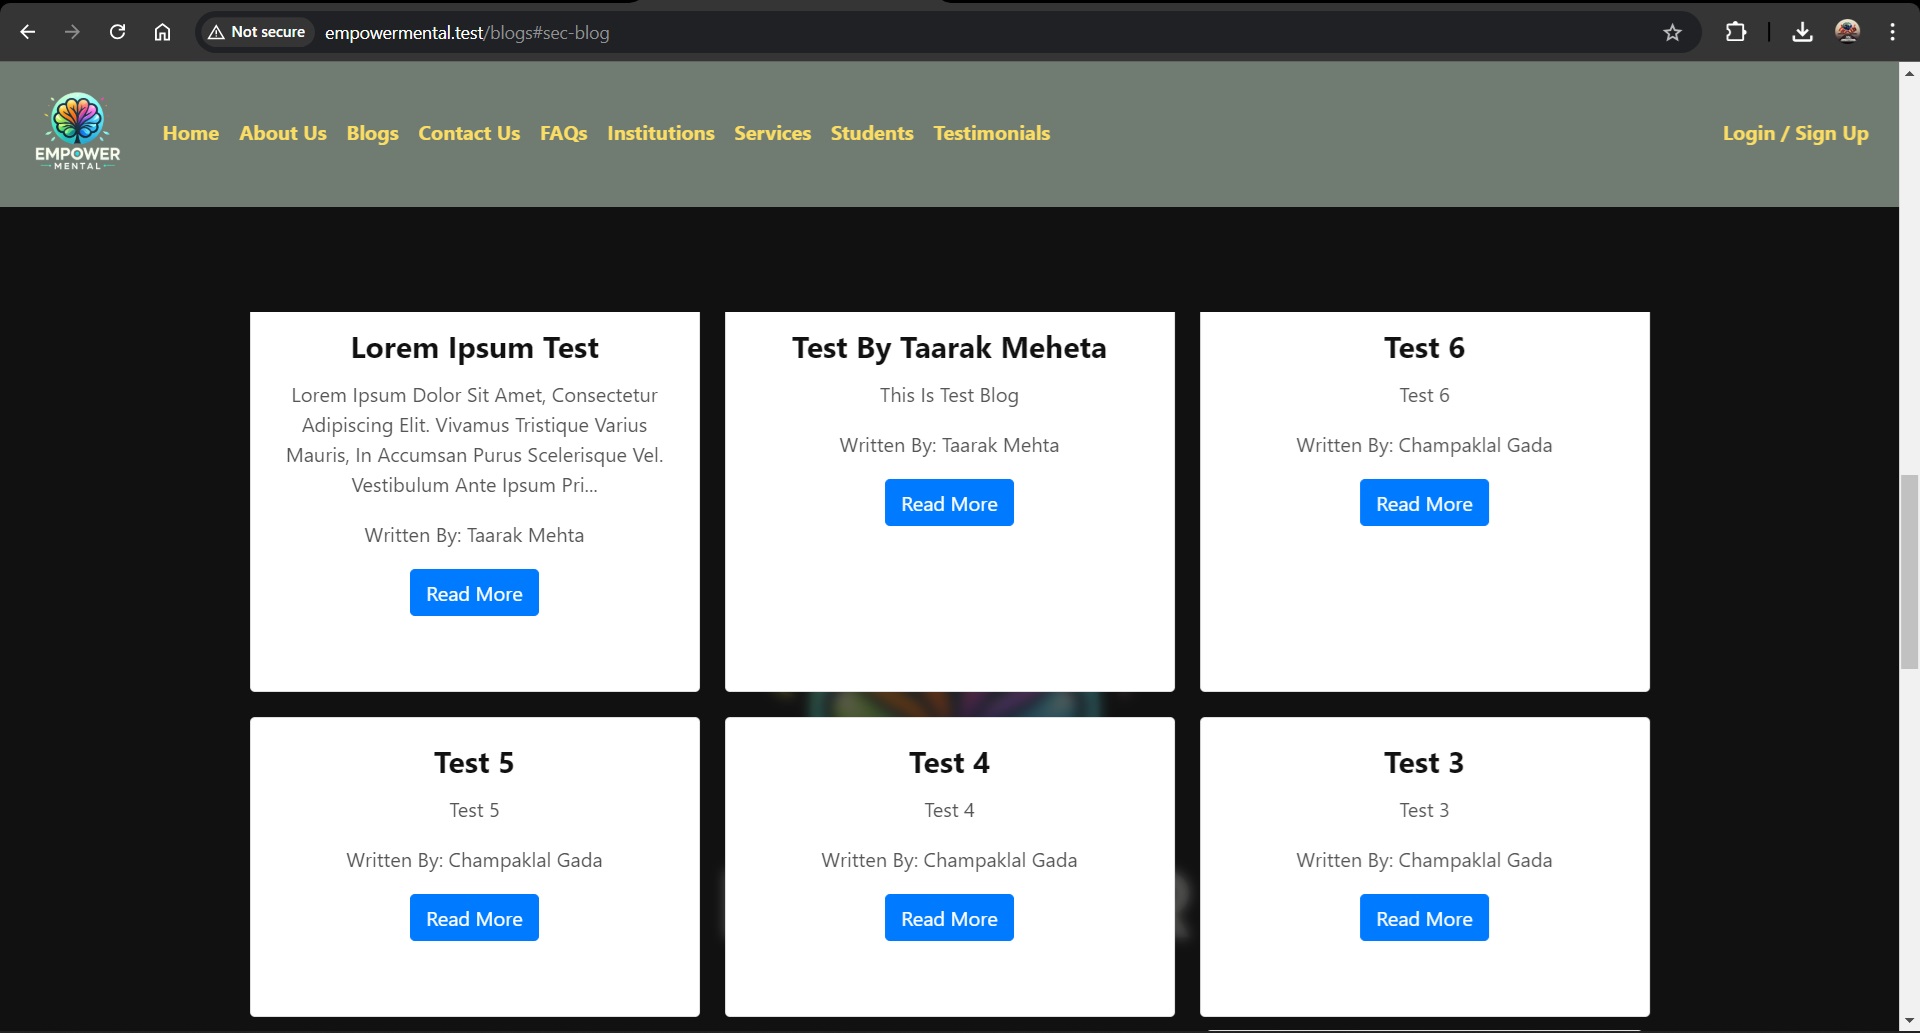 Not secure
empowermental.test/blogs#sec-blog
EMPOWER
MENTAL
Home About Us Blogs Contact Us FAQs Institutions Services Students Testimonials
Login / Sign Up
Lorem Ipsum Test
Lorem Ipsum Dolor Sit Amet, Consectetur
Adipiscing Elit. Vivamus Tristique Varius
Mauris, In Accumsan Purus Scelerisque Vel.
Vestibulum Ante Ipsum Pri...
Written By: Taarak Mehta
Read More
Test By Taarak Meheta
This Is Test Blog
Written By: Taarak Mehta
Read More
Test 6
Test 6
Written By: Champaklal Gada
Read More
Test 5
Test 5
Written By: Champaklal Gada
Read More
Test 4
Test 4
Written By: Champaklal Gada
Read More
Test 3
Test 3
Written By: Champaklal Gada
Read More